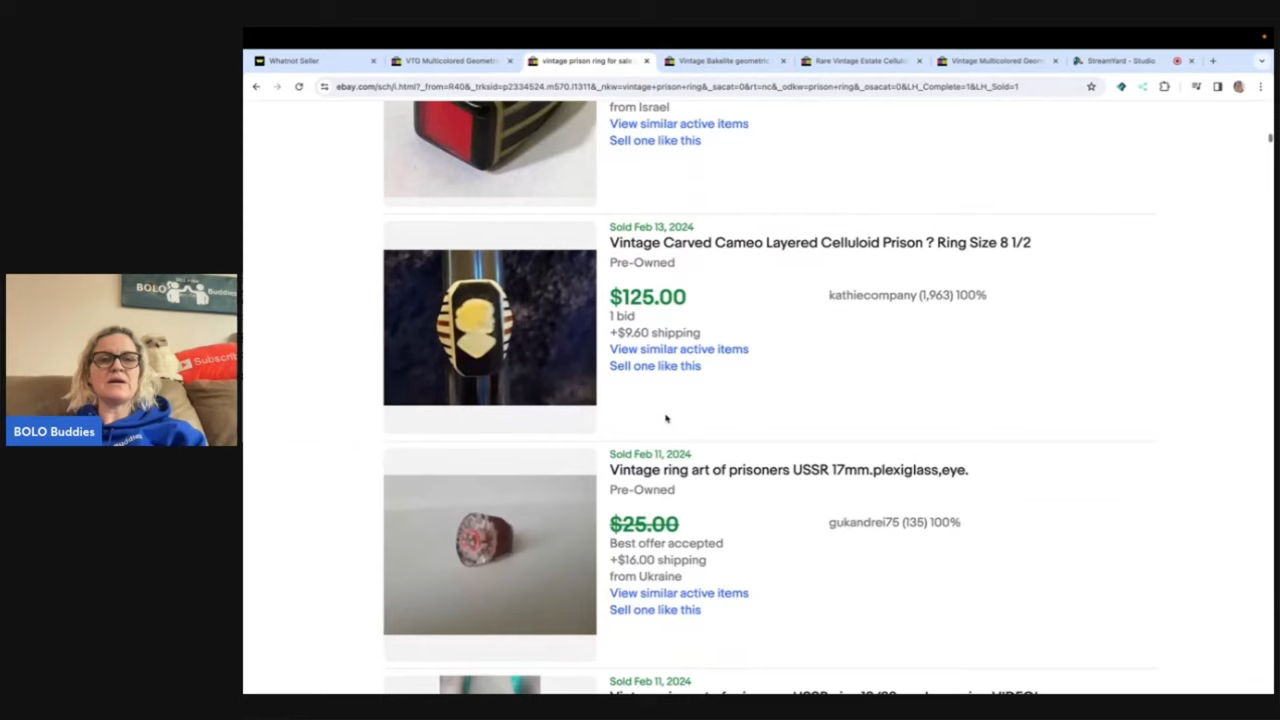 Whatnot Seller
VTG Multicolored Geometri
vintage prison ring for sale
Vintage Bakelite geometric
Rare Vintage Estate Cellulo
Vintage Multicolored Geom
StreamYard - Studio
ebay.com/sch/i.html?_from=R40&_trksid=p2334524.m570.l1311&_nkw=vintage+prison+ring&_sacat=0&rt=nc&_odkw=prison+ring&_osacat=0&LH_Complete=1&LH_Sold=1
from Israel
View similar active items
Sell one like this
Sold Feb 13, 2024
Vintage Carved Cameo Layered Celluloid Prison ? Ring Size 8 1/2
Pre-Owned
$125.00
kathiecompany (1,963) 100%
1 bid
+$9.60 shipping
View similar active items
Sell one like this
Sold Feb 11, 2024
Vintage ring art of prisoners USSR 17mm.plexiglass,eye.
Pre-Owned
$25.00
gukandrei75 (135) 100%
Best offer accepted
+$16.00 shipping
from Ukraine
View similar active items
Sell one like this
Sold Feb 11, 2024
BOLO
Buddies
Subscrib
BOLO Buddies